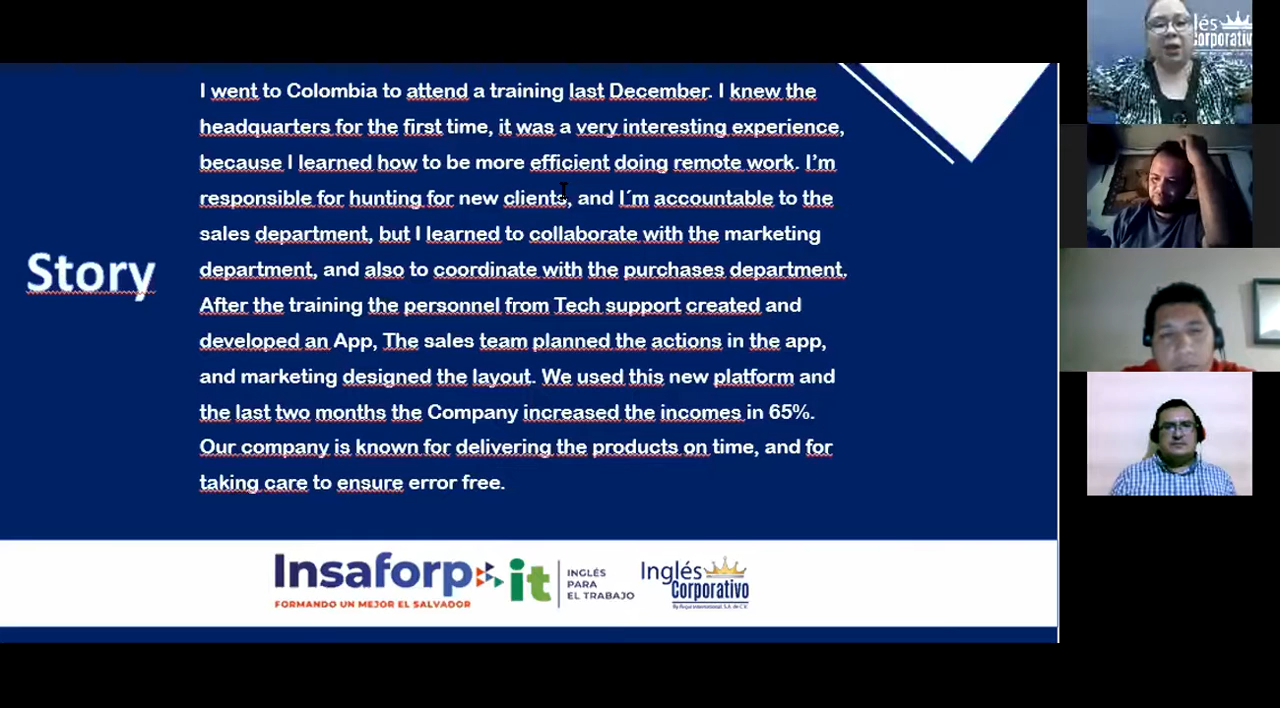 I went to Colombia to attend a training last December. I knew the
headquarters for the first time, it was a very interesting experience,
because I learned how to be more efficient doing remote work. I’m
responsible for hunting for new clients, and I´m accountable to the
sales department, but I learned to collaborate with the marketing
department, and also to coordinate with the purchases department.
After the training the personnel from Tech support created and
developed an App, The sales team planned the actions in the app,
and marketing designed the layout. We used this new platform and
the last two months the Company increased the incomes in 65%.
Our company is known for delivering the products on time, and for
taking care to ensure error free.
Story
Insaforp
FORMANDO UN MEJOR EL SALVADOR
it
INGLÉS
PARA
EL TRABAJO
Inglés
Corporativo
lés
Corporativo